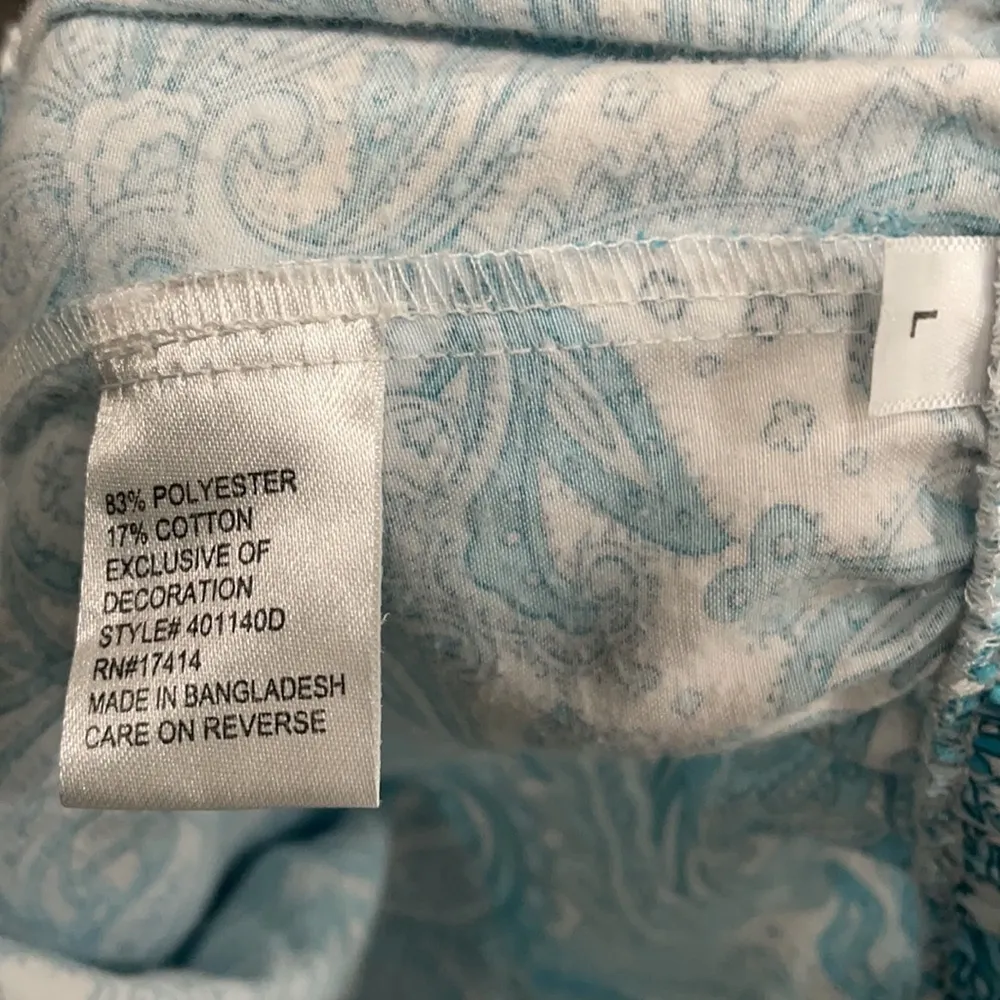 83% POLYESTER
17% COTTON
EXCLUSIVE OF
DECORATION
STYLE# 401140D
RN#17414
MADE IN BANGLADESH
CARE ON REVERSE
L